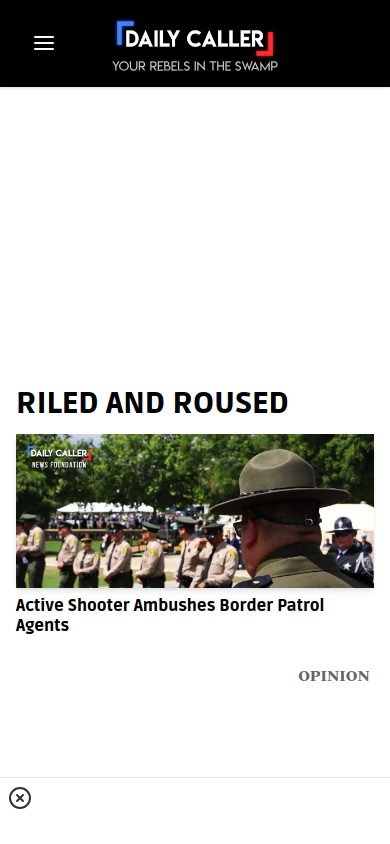 DAILY CALLER
YOUR REBELS IN THE SWAMP
RILED AND ROUSED
DAILY CALLER
NEWS FOUNDATION
Active Shooter Ambushes Border Patrol
Agents
OPINION